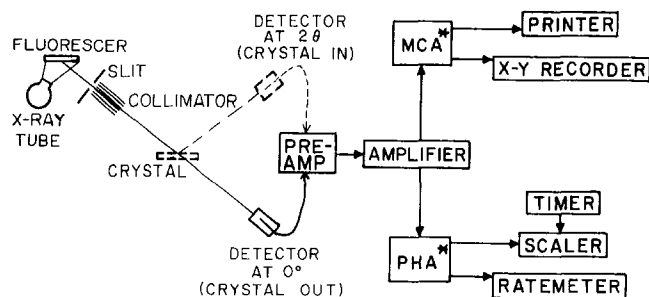 FLUORESCER
SLIT
COLLIMATOR
X-RAY
TUBE
CRYSTAL
DETECTOR
AT 2θ
(CRYSTAL IN)
DETECTOR
AT 0°
(CRYSTAL OUT)
PRE-
AMP
AMPLIFIER
MCA*
PRINTER
X-Y RECORDER
PHA*
TIMER
SCALER
RATEMETER